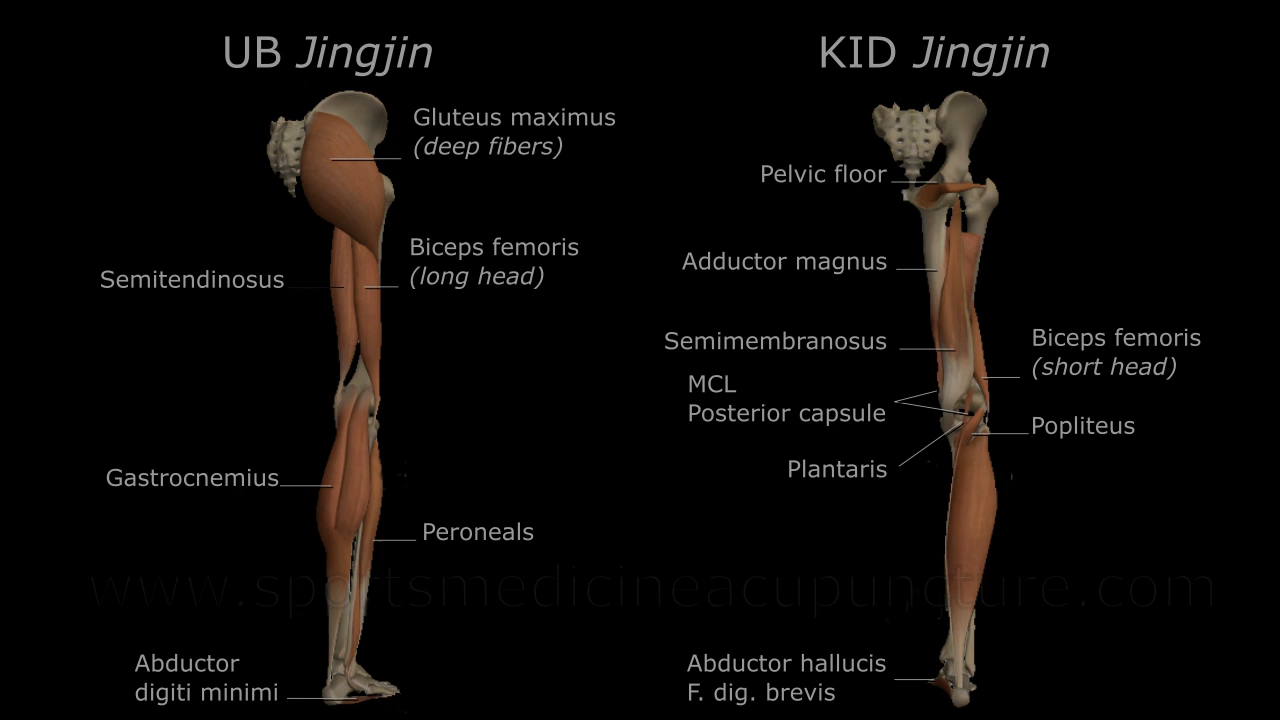 UB Jingjin
Gluteus maximus
(deep fibers)
Biceps femoris
(long head)
Semitendinosus
Gastrocnemius
Peroneals
Abductor
digiti minimi
KID Jingjin
Pelvic floor
Adductor magnus
Semimembranosus
Biceps femoris
(short head)
MCL
Posterior capsule
Popliteus
Plantaris
Abductor hallucis
F. dig. brevis
www.sportsmedicineacupuncture.com